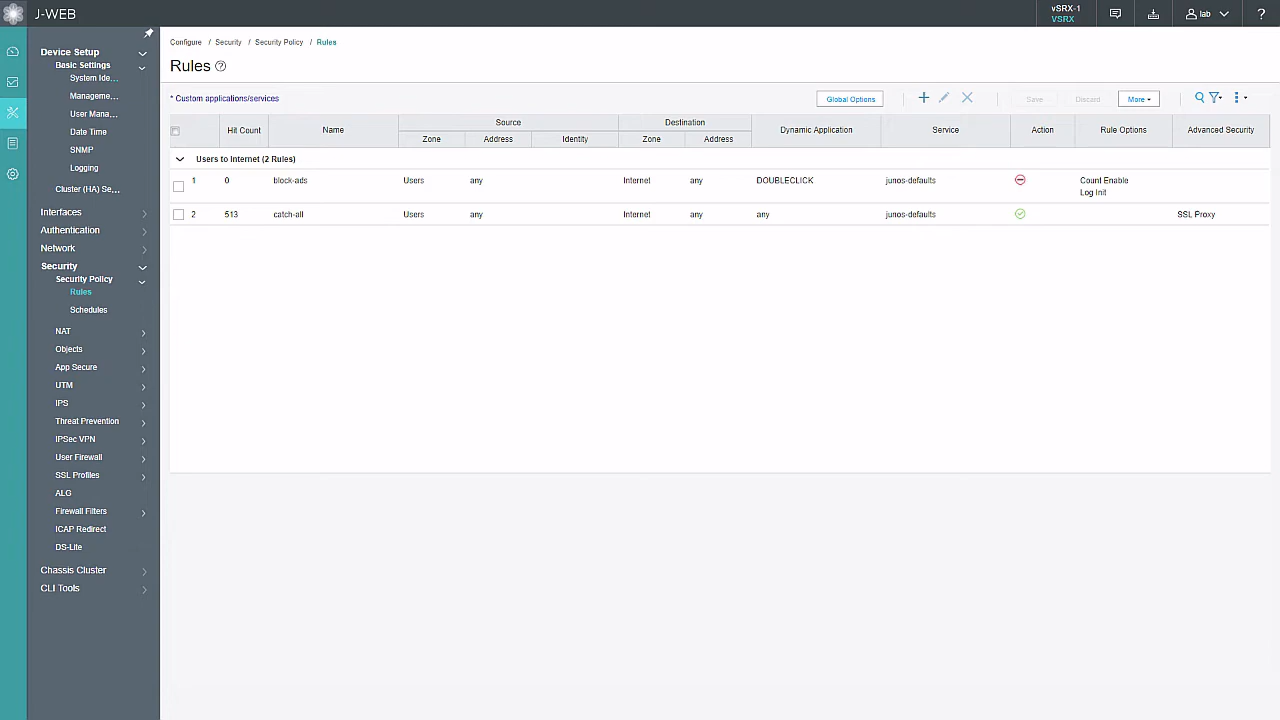 J-WEB
vSRX-1
VSRX
lab
?
Device Setup
Basic Settings
System Ide...
Manageme...
User Mana...
Date Time
SNMP
Logging
Cluster (HA) Se...
Interfaces
Authentication
Network
Security
Security Policy
Rules
Schedules
NAT
Objects
App Secure
UTM
IPS
Threat Prevention
IPSec VPN
User Firewall
SSL Profiles
ALG
Firewall Filters
ICAP Redirect
DS-Lite
Chassis Cluster
CLI Tools
Configure / Security / Security Policy / Rules
Rules ?
* Custom applications/services
Global Options
Save
Discard
More
Hit Count Name Source Destination Dynamic Application Service Action Rule Options Advanced Security
Zone Address Identity Zone Address
Users to Internet (2 Rules)
1 0 block-ads Users any Internet any DOUBLECLICK junos-defaults Count Enable
Log Init
2 513 catch-all Users any Internet any any junos-defaults SSL Proxy